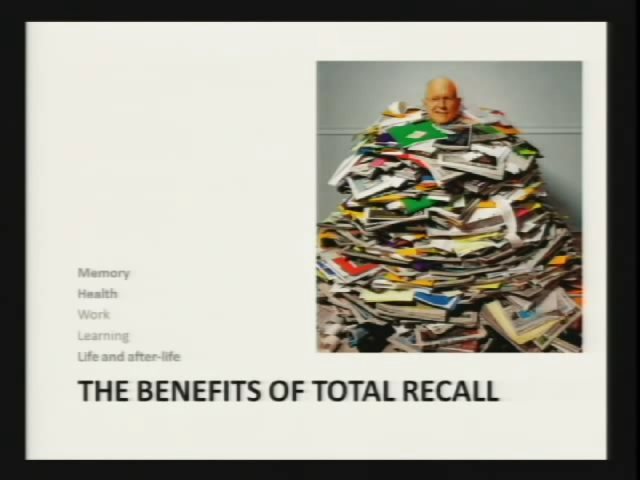 Memory
Health
Work
Learning
Life and after-life
THE BENEFITS OF TOTAL RECALL